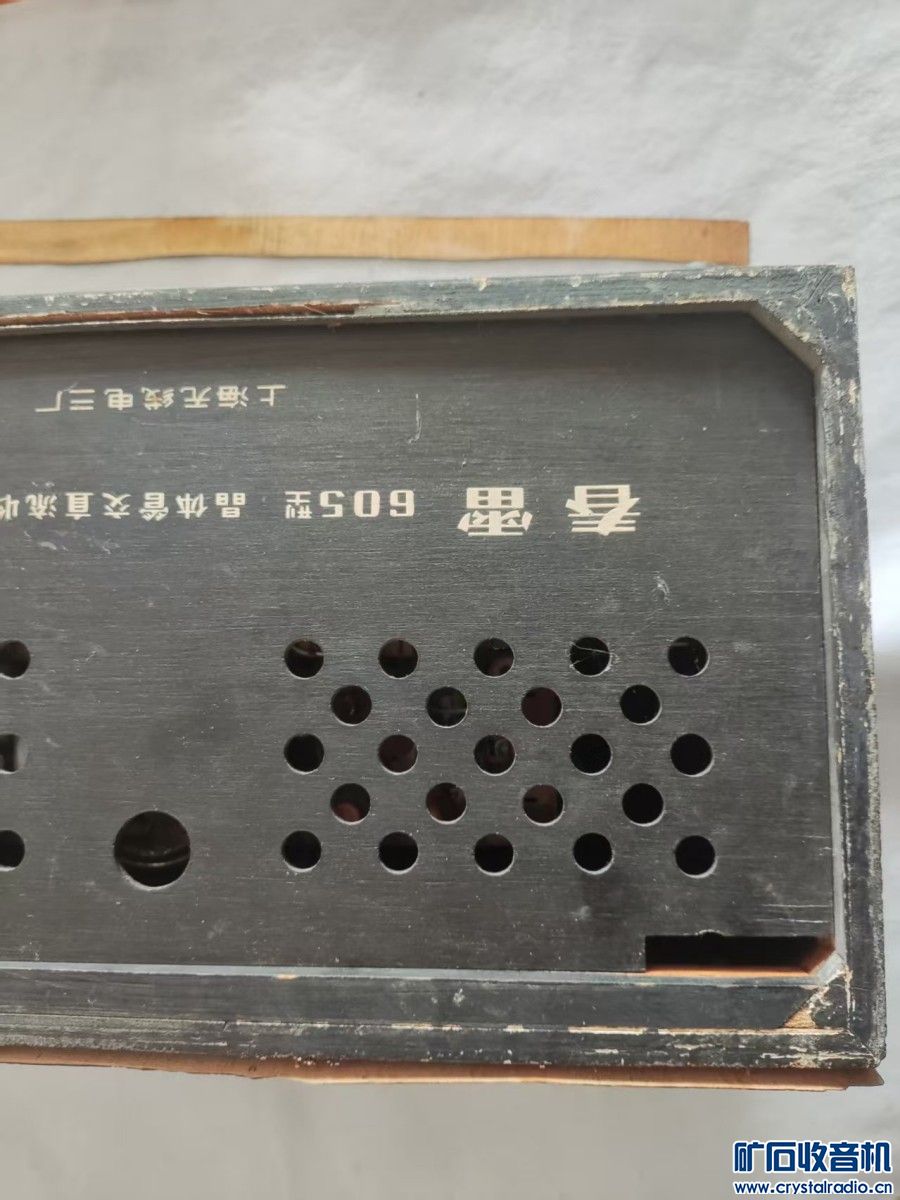 春雷 605型 晶体管交直流
上海无线电三厂
矿石收音机
www.crystalradio.cn